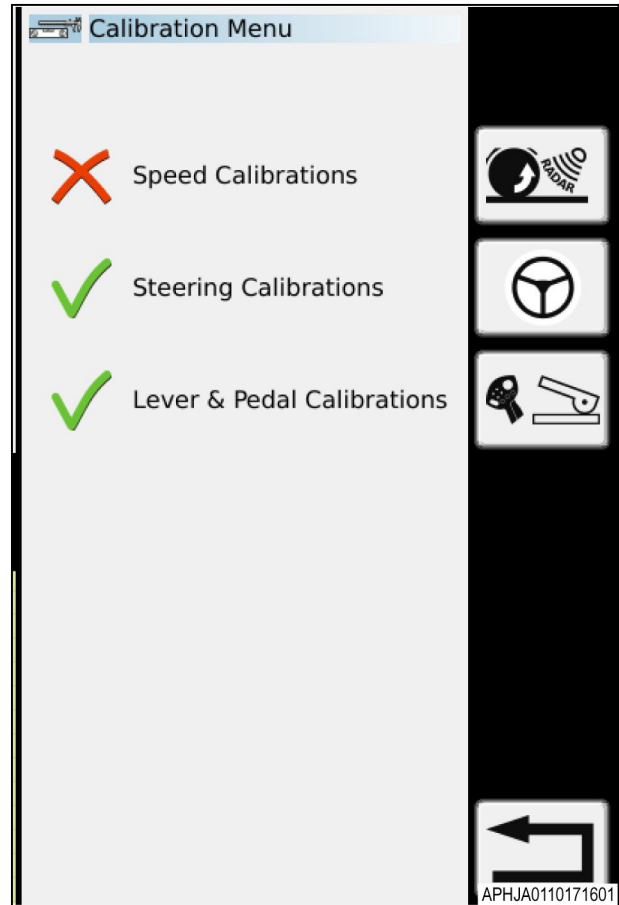 Calibration Menu
Speed Calibrations
RADAR
Steering Calibrations
Lever & Pedal Calibrations
APHJA0110171601